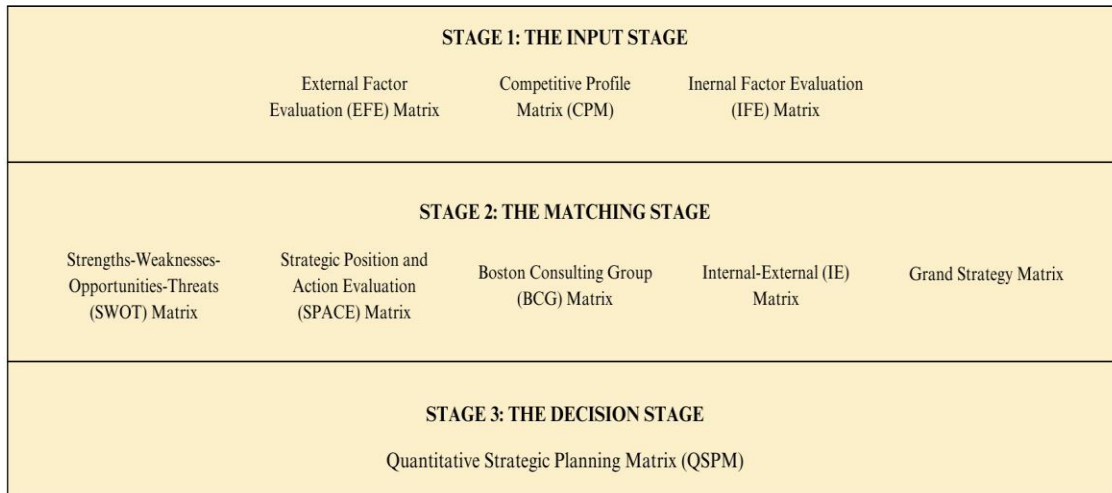 STAGE 1: THE INPUT STAGE
External Factor
Evaluation (EFE) Matrix
Competitive Profile
Matrix (CPM)
Inernal Factor Evaluation
(IFE) Matrix
STAGE 2: THE MATCHING STAGE
Strengths-Weaknesses-
Opportunities-Threats
(SWOT) Matrix
Strategic Position and
Action Evaluation
(SPACE) Matrix
Boston Consulting Group
(BCG) Matrix
Internal-External (IE)
Matrix
Grand Strategy Matrix
STAGE 3: THE DECISION STAGE
Quantitative Strategic Planning Matrix (QSPM)